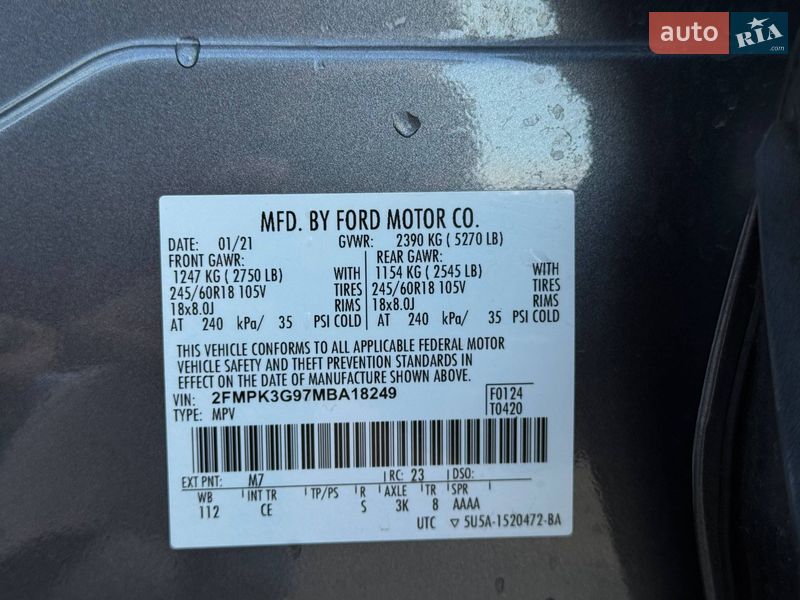 auto RIA .com
MFD. BY FORD MOTOR CO.
DATE: 01/21 GVWR: 2390 KG ( 5270 LB)
FRONT GAWR: REAR GAWR:
1247 KG ( 2750 LB) WITH 1154 KG ( 2545 LB) WITH
245/60R18 105V TIRES 245/60R18 105V TIRES
18x8.0J RIMS 18x8.0J RIMS
AT 240 kPa/ 35 PSI COLD AT 240 kPa/ 35 PSI COLD
THIS VEHICLE CONFORMS TO ALL APPLICABLE FEDERAL MOTOR
VEHICLE SAFETY AND THEFT PREVENTION STANDARDS IN
EFFECT ON THE DATE OF MANUFACTURE SHOWN ABOVE.
VIN: 2FMPK3G97MBA18249 F0124
TYPE: MPV T0420
EXT PNT: M7 RC: 23 DSO:
WB INT TR TP/PS R AXLE TR SPR
112 CE S 3K 8 AAAA
UTC ▽ 5U5A-1520472-BA